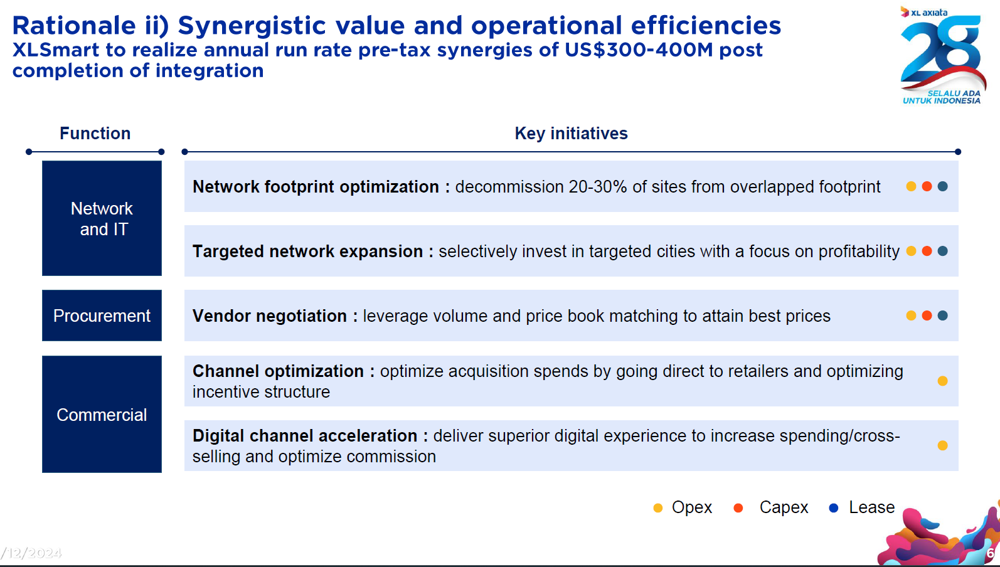 Rationale ii) Synergistic value and operational efficiencies
XLSmart to realize annual run rate pre-tax synergies of US$300-400M post
completion of integration
XL axiata
28
SELALU ADA
UNTUK INDONESIA
Function
Key initiatives
Network
and IT
Network footprint optimization : decommission 20-30% of sites from overlapped footprint
Targeted network expansion : selectively invest in targeted cities with a focus on profitability
Procurement
Vendor negotiation : leverage volume and price book matching to attain best prices
Commercial
Channel optimization : optimize acquisition spends by going direct to retailers and optimizing
incentive structure
Digital channel acceleration : deliver superior digital experience to increase spending/cross-
selling and optimize commission
Opex
Capex
Lease
/12/2024
6